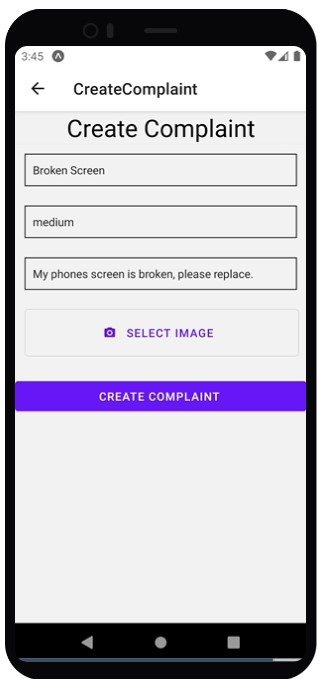 3:45
CreateComplaint
Create Complaint
Broken Screen
medium
My phones screen is broken, please replace.
SELECT IMAGE
CREATE COMPLAINT